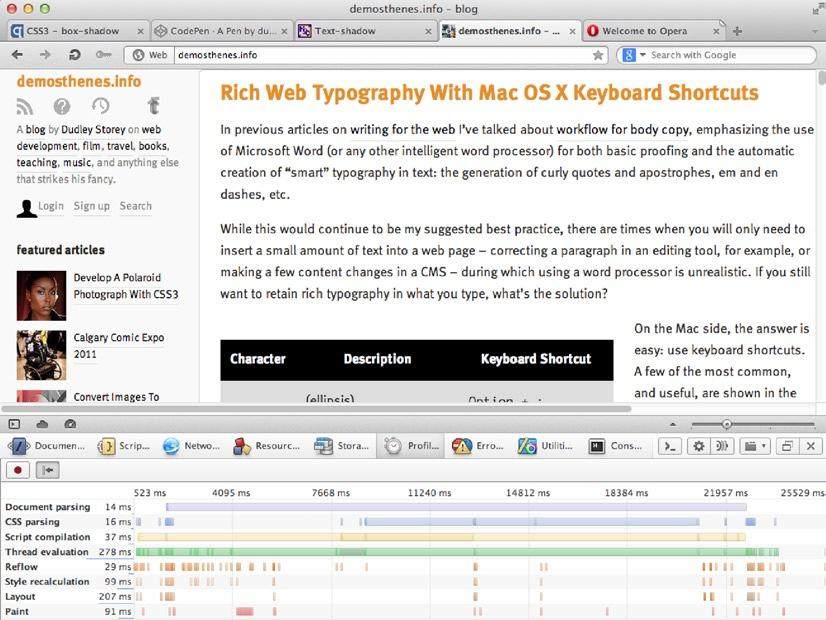 demosthenes.info - blog
CSS3 - box-shadow
CodePen - A Pen by du...
Text-shadow
demosthenes.info - ...
Welcome to Opera
Web demosthenes.info
Search with Google
demosthenes.info
A blog by Dudley Storey on web
development, film, travel, books,
teaching, music, and anything else
that strikes his fancy.
Login Sign up Search
featured articles
Develop A Polaroid
Photograph With CSS3
Calgary Comic Expo
2011
Convert Images To
Rich Web Typography With Mac OS X Keyboard Shortcuts
In previous articles on writing for the web I've talked about workflow for body copy, emphasizing the use
of Microsoft Word (or any other intelligent word processor) for both basic proofing and the automatic
creation of “smart” typography in text: the generation of curly quotes and apostrophes, em and en
dashes, etc.
While this would continue to be my suggested best practice, there are times when you will only need to
insert a small amount of text into a web page – correcting a paragraph in an editing tool, for example, or
making a few content changes in a CMS – during which using a word processor is unrealistic. If you still
want to retain rich typography in what you type, what's the solution?
Character Description Keyboard Shortcut
(ellipsis) Option + ;
On the Mac side, the answer is
easy: use keyboard shortcuts.
A few of the most common,
and useful, are shown in the
Documen... Scrip... Netwo... Resourc... Stora... Profil... Erro... Utiliti... Cons...
523 ms 4095 ms 7668 ms 11240 ms 14812 ms 18384 ms 21957 ms 25529 ms
Document parsing 14 ms
CSS parsing 16 ms
Script compilation 37 ms
Thread evaluation 278 ms
Reflow 29 ms
Style recalculation 99 ms
Layout 207 ms
Paint 91 ms